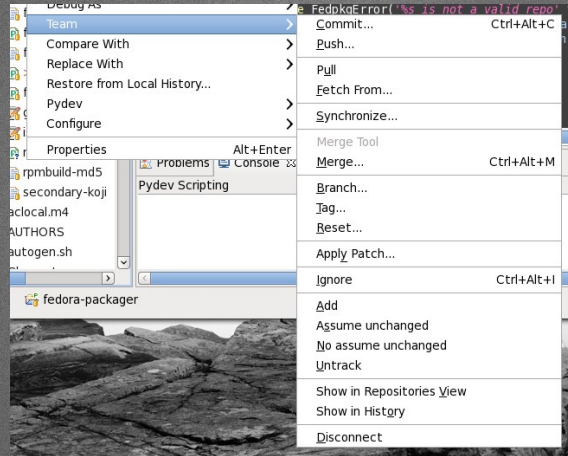 Debug As
Team
Compare With
Replace With
Restore from Local History...
Pydev
Configure
Properties Alt+Enter
rpmbuild-md5
secondary-koji
aclocal.m4
AUTHORS
autogen.sh
Problems Console
Pydev Scripting
fedora-packager
FedpkgError('%s is not a valid repo'
Commit... Ctrl+Alt+C
Push...
Pull
Fetch From...
Synchronize...
Merge Tool
Merge... Ctrl+Alt+M
Branch...
Tag...
Reset...
Apply Patch...
Ignore Ctrl+Alt+I
Add
Assume unchanged
No assume unchanged
Untrack
Show in Repositories View
Show in History
Disconnect